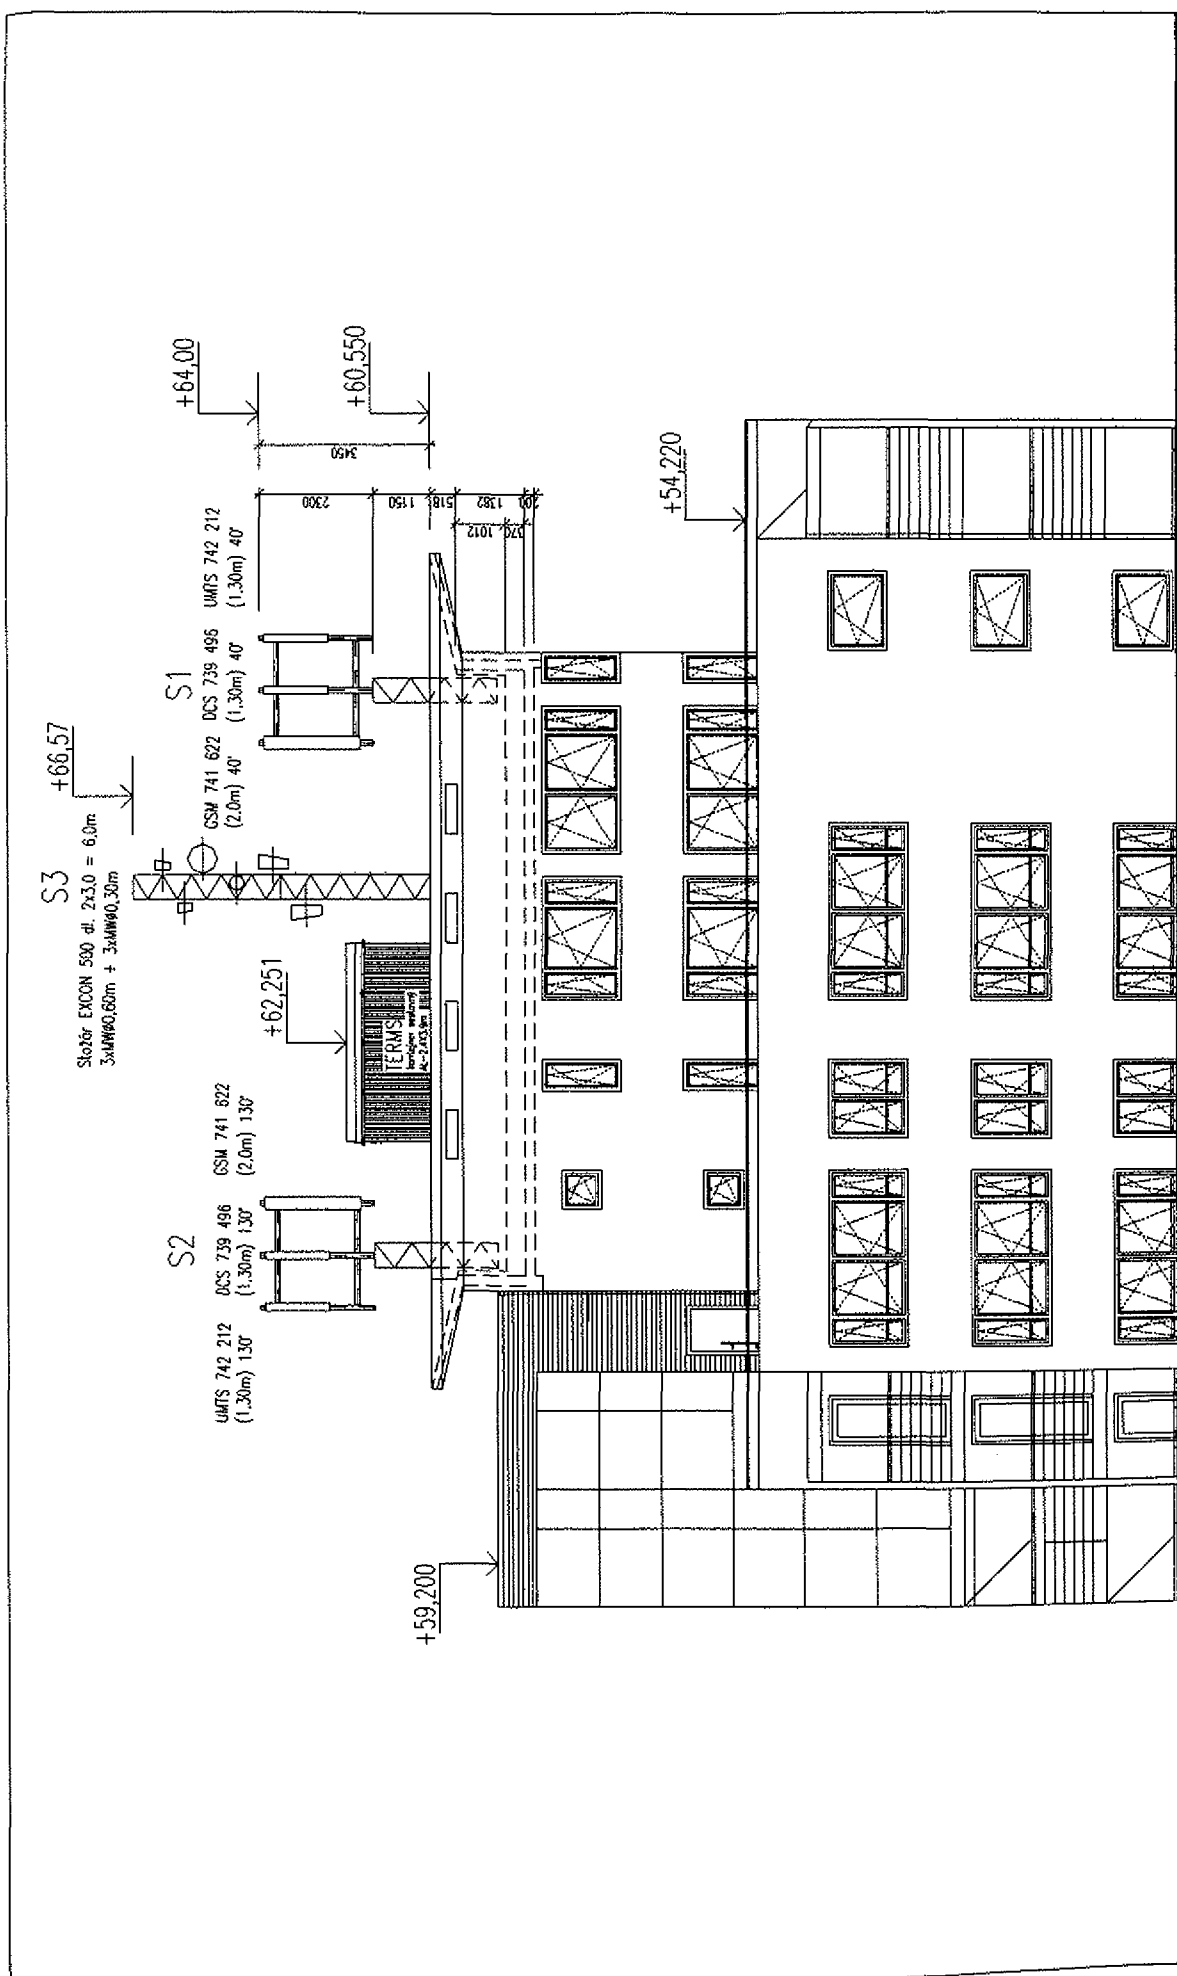 S3
Stožár EXCON 500 dl. 2x3,0 = 6,0m
3xMWø0,60m + 3xMWø0,30m
+66,57
S2
UMTS 742 212
(1,30m) 130°
DCS 739 496
(1,30m) 130°
GSM 741 622
(2,0m) 130°
S1
GSM 741 622
(2,0m) 40°
DCS 739 496
(1,30m) 40°
UMTS 742 212
(1,30m) 40°
+64,00
+60,550
+62,251
TERMS
3450
2300
1150
518
1382
200
1012
370
+59,200
+54,220